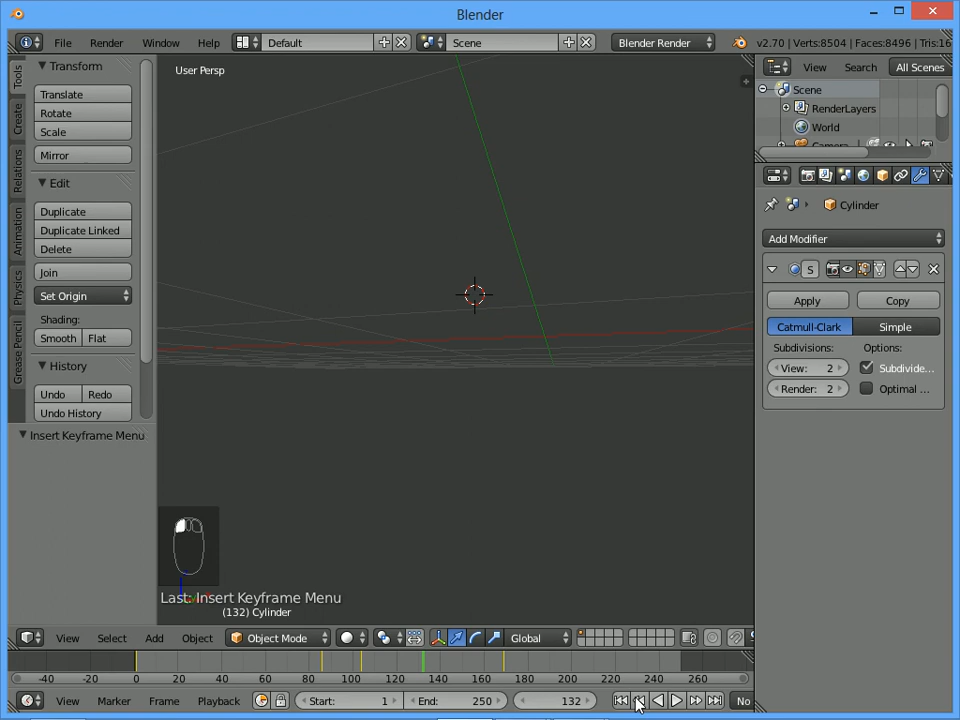 Blender
File Render Window Help Default Scene Blender Render v2.70 | Verts:8504 | Faces:8496 | Tris:16
Transform
User Persp
View Search All Scenes
Scene
RenderLayers
World
Tools
Create
Relations
Animation
Physics
Grease Pencil
Translate
Rotate
Scale
Mirror
Edit
Duplicate
Duplicate Linked
Delete
Join
Set Origin
Shading:
Smooth Flat
History
Undo Redo
Undo History
Insert Keyframe Menu
Cylinder
Add Modifier
S
Apply Copy
Catmull-Clark Simple
Subdivisions: Options:
View: 2 Subdivide...
Render: 2 Optimal ...
Last: Insert Keyframe Menu
(132) Cylinder
View Select Add Object Object Mode Global
-40 -20 0 20 40 60 80 100 120 140 160 180 200 220 240 260
View Marker Frame Playback Start: 1 End: 250 132 No